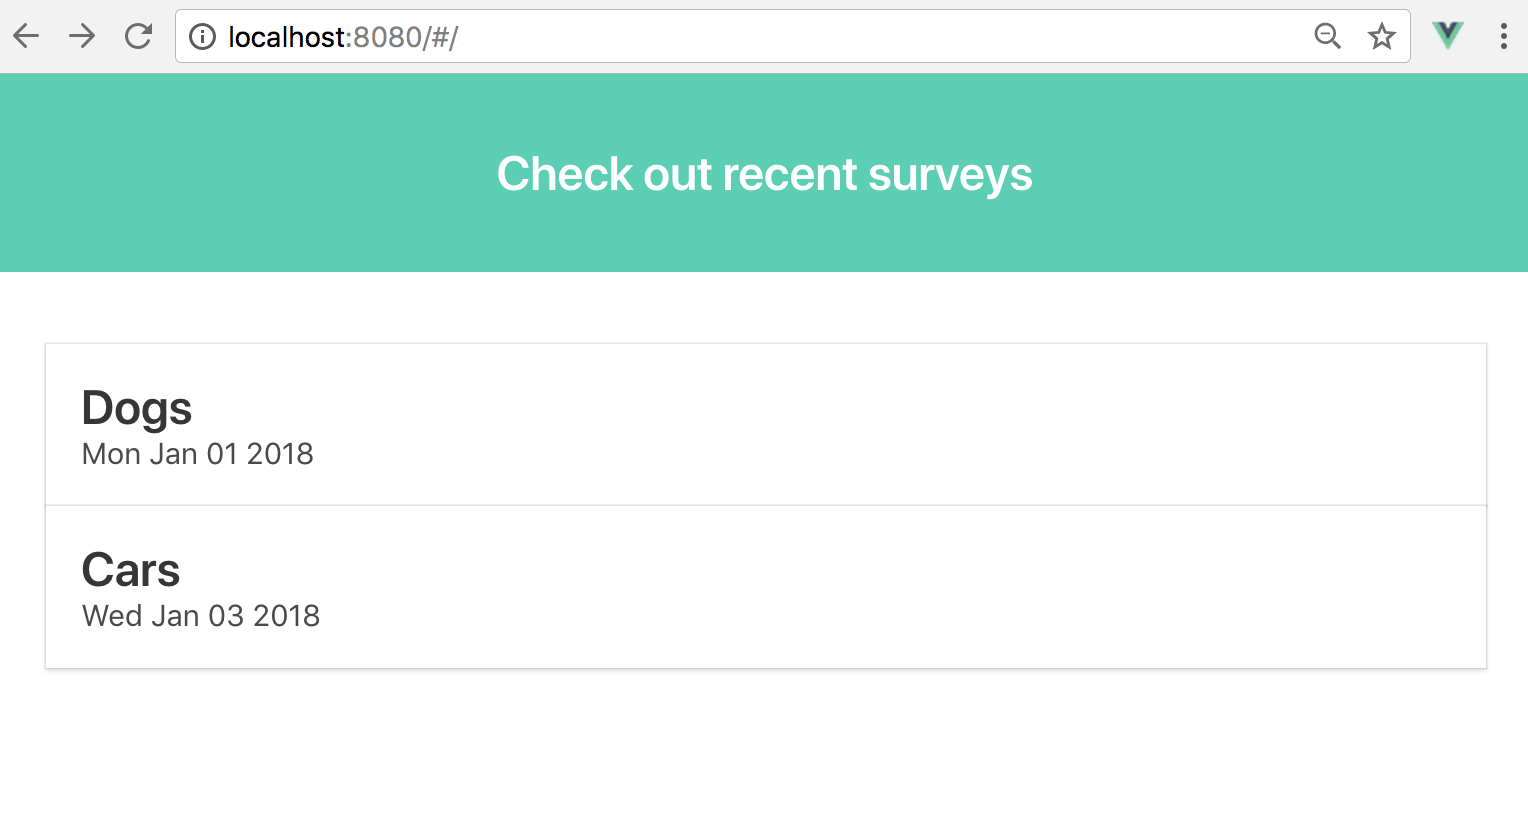 localhost:8080/#/
Check out recent surveys
Dogs
Mon Jan 01 2018
Cars
Wed Jan 03 2018